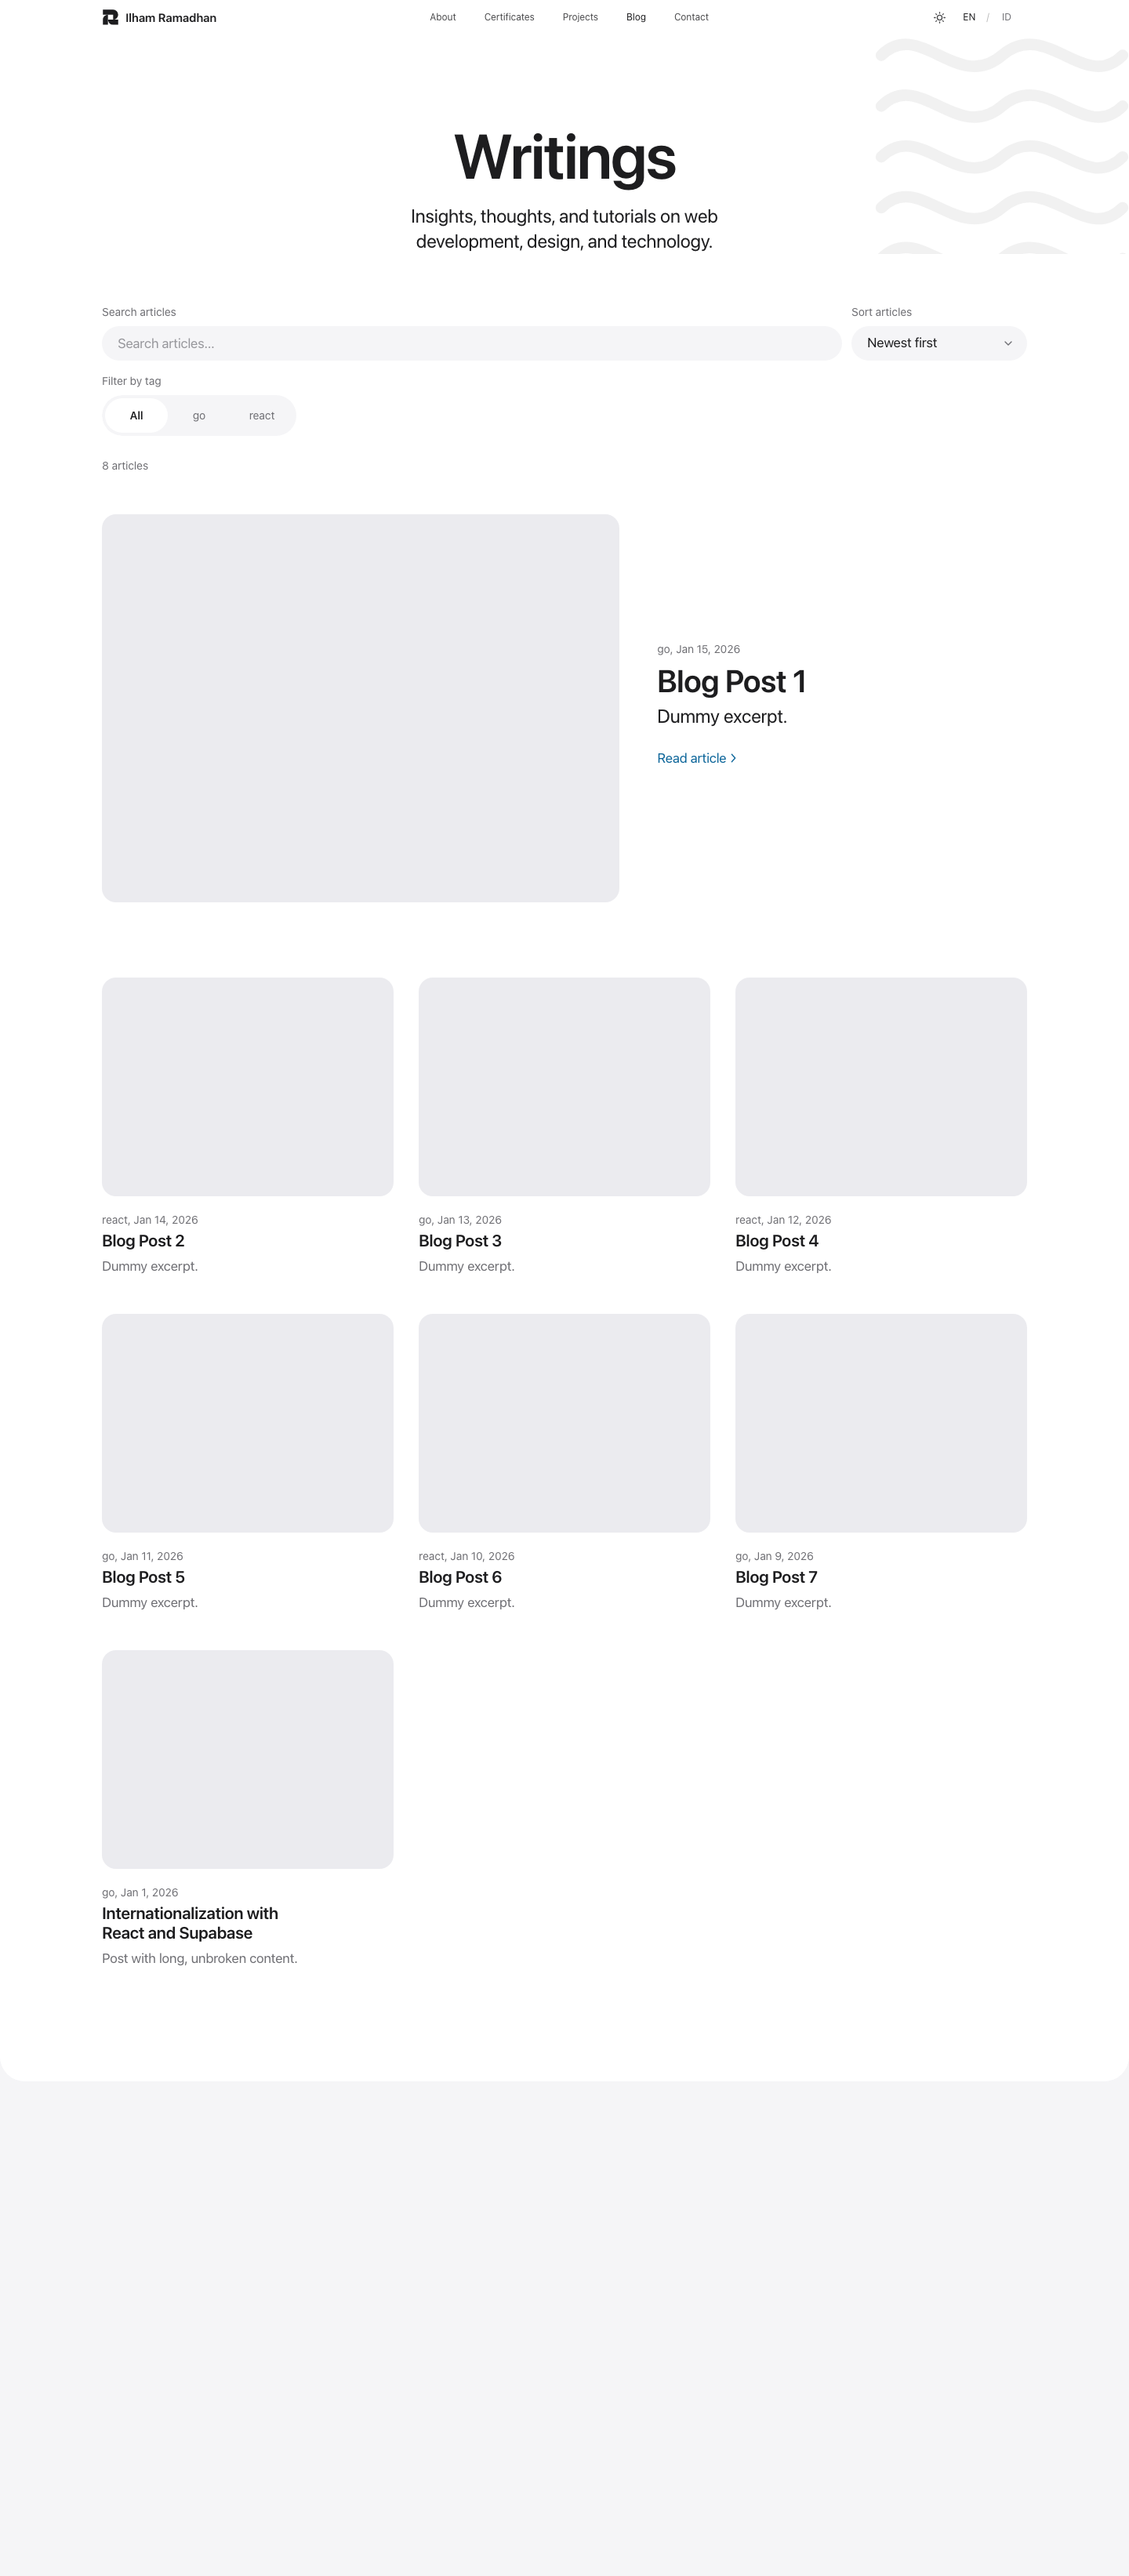 Ilham Ramadhan
About Certificates Projects Blog Contact
EN / ID
Writings
Insights, thoughts, and tutorials on web
development, design, and technology.
Search articles
Sort articles
Search articles...
Newest first
Filter by tag
All go react
8 articles
go, Jan 15, 2026
Blog Post 1
Dummy excerpt.
Read article
react, Jan 14, 2026
Blog Post 2
Dummy excerpt.
go, Jan 13, 2026
Blog Post 3
Dummy excerpt.
react, Jan 12, 2026
Blog Post 4
Dummy excerpt.
go, Jan 11, 2026
Blog Post 5
Dummy excerpt.
react, Jan 10, 2026
Blog Post 6
Dummy excerpt.
go, Jan 9, 2026
Blog Post 7
Dummy excerpt.
go, Jan 1, 2026
Internationalization with
React and Supabase
Post with long, unbroken content.